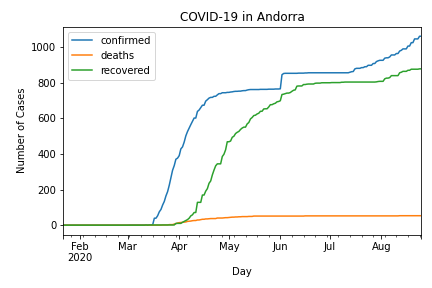 COVID-19 in Andorra
confirmed
deaths
recovered
Number of Cases
1000
800
600
400
200
0
Feb
2020
Mar
Apr
May
Jun
Jul
Aug
Day